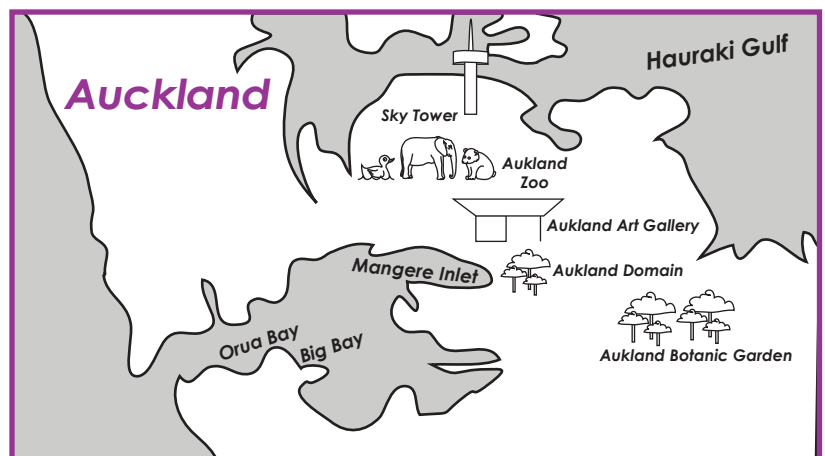 Auckland
Hauraki Gulf
Sky Tower
Aukland
Zoo
Aukland Art Gallery
Mangere Inlet
Aukland Domain
Orua Bay
Big Bay
Aukland Botanic Garden